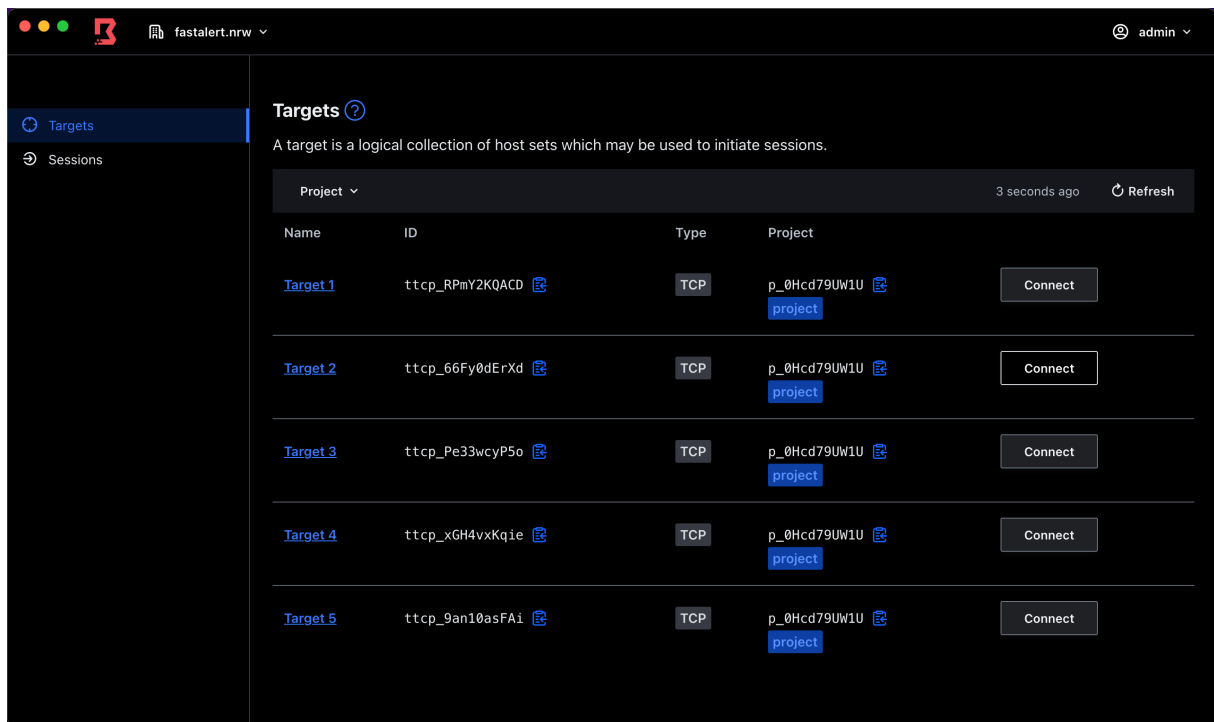 fastalert.nrw
admin
Targets
Sessions
Targets ?
A target is a logical collection of host sets which may be used to initiate sessions.
Project 3 seconds ago Refresh
Name ID Type Project
Target 1 ttcp_RPmY2KQACD TCP p_0Hcd79UW1U Connect
project
Target 2 ttcp_66Fy0dErXd TCP p_0Hcd79UW1U Connect
project
Target 3 ttcp_Pe33wcyP5o TCP p_0Hcd79UW1U Connect
project
Target 4 ttcp_xGH4vxKqie TCP p_0Hcd79UW1U Connect
project
Target 5 ttcp_9an10asFAi TCP p_0Hcd79UW1U Connect
project